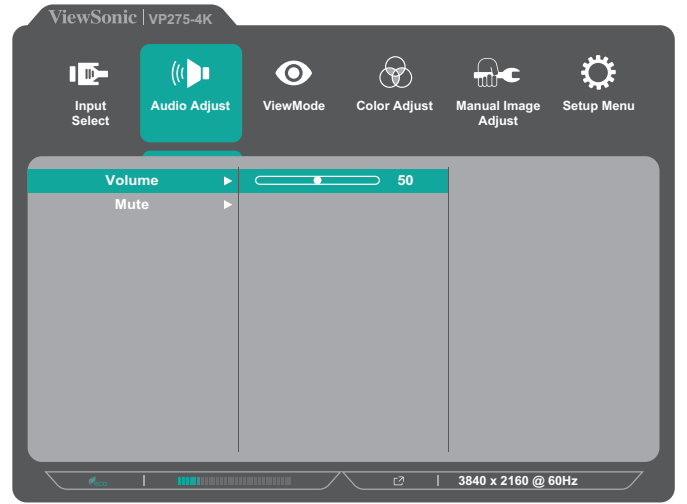 ViewSonic | VP275-4K
Input Select
Audio Adjust
ViewMode
Color Adjust
Manual Image Adjust
Setup Menu
Volume
50
Mute
eco
3840 x 2160 @ 60Hz